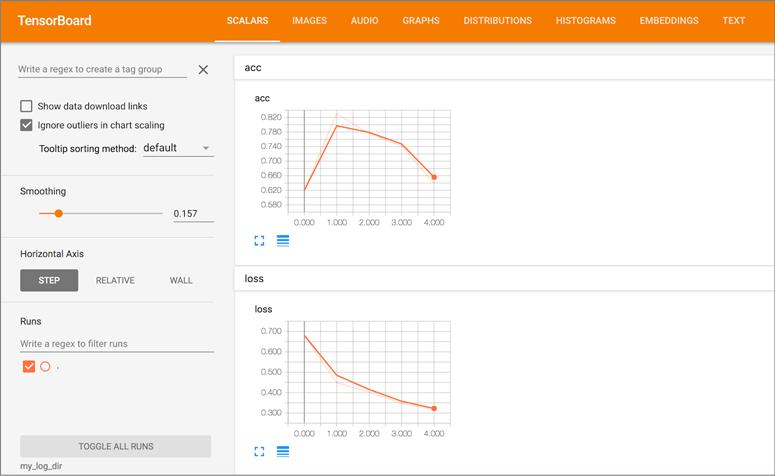 TensorBoard SCALARS IMAGES AUDIO GRAPHS DISTRIBUTIONS HISTOGRAMS EMBEDDINGS TEXT
Write a regex to create a tag group
Show data download links
Ignore outliers in chart scaling
Tooltip sorting method: default
Smoothing
0.157
Horizontal Axis
STEP RELATIVE WALL
Runs
Write a regex to filter runs
.
TOGGLE ALL RUNS
my_log_dir
acc
acc
0.820
0.780
0.740
0.700
0.660
0.620
0.580
0.000 1.000 2.000 3.000 4.000
loss
loss
0.700
0.600
0.500
0.400
0.300
0.000 1.000 2.000 3.000 4.000